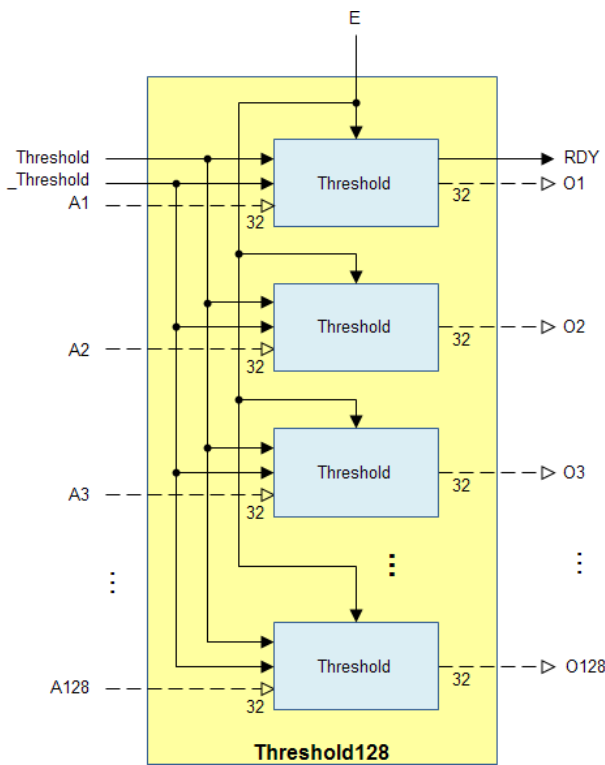 E
Threshold
_Threshold
A1
32
Threshold
RDY
32
O1
A2
32
Threshold
32
O2
A3
32
Threshold
32
O3
...
...
...
A128
32
Threshold
32
O128
Threshold128